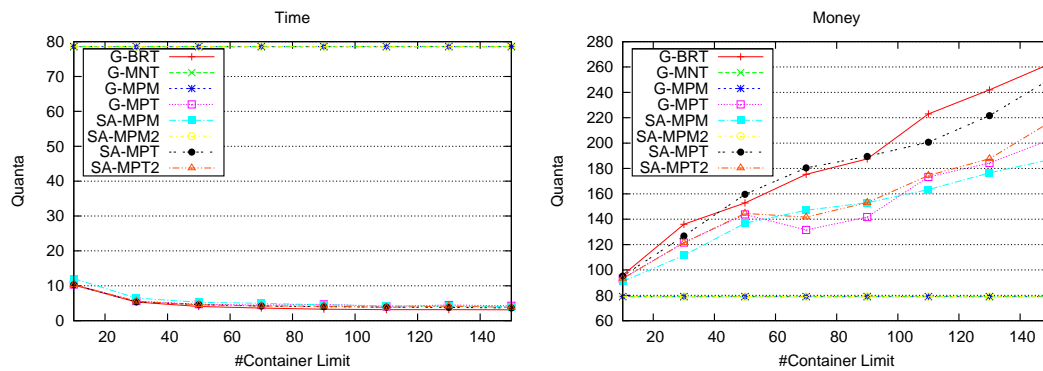 Time
80
70
60
50
40
30
20
10
0
Quanta
G-BRT
G-MNT
G-MPM
G-MPT
SA-MPM
SA-MPM2
SA-MPT
SA-MPT2
20 40 60 80 100 120 140
#Container Limit
Money
280
260
240
220
200
180
160
140
120
100
80
60
Quanta
G-BRT
G-MNT
G-MPM
G-MPT
SA-MPM
SA-MPM2
SA-MPT
SA-MPT2
20 40 60 80 100 120 140
#Container Limit